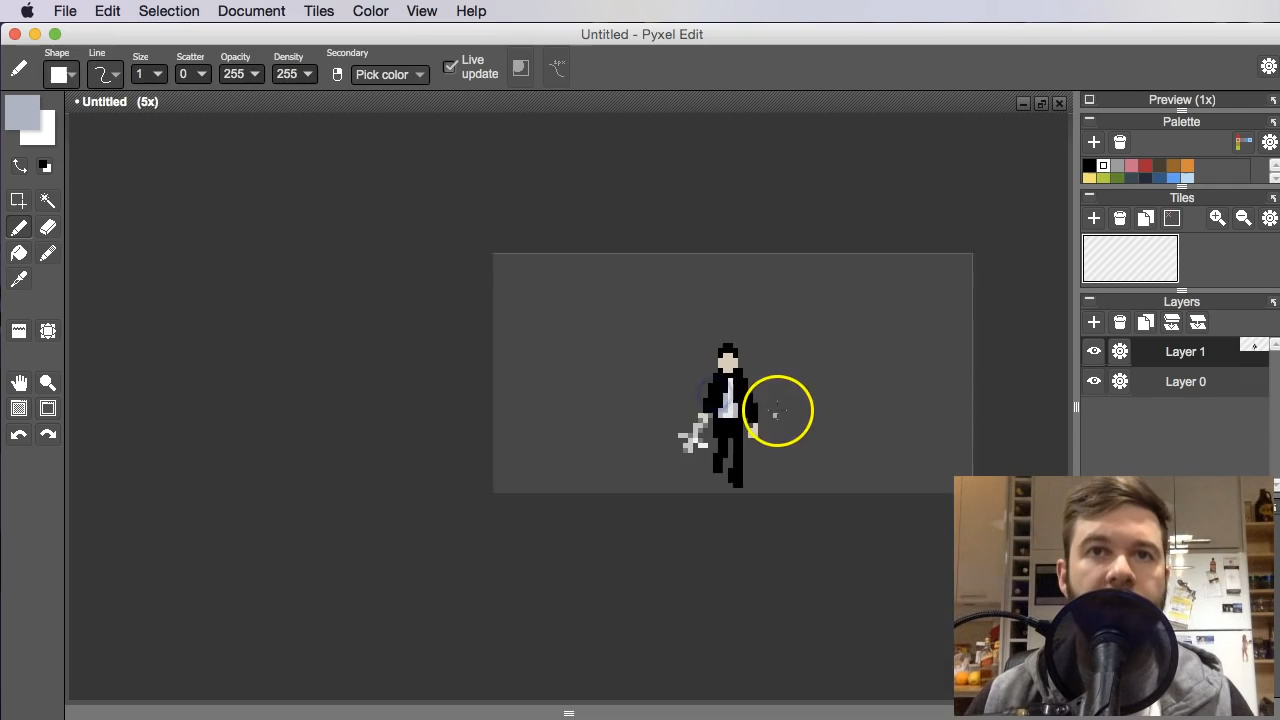 File Edit Selection Document Tiles Color View Help
Untitled - Pyxel Edit
Shape Line Size Scatter Opacity Density Secondary
1 0 255 255 Pick color Live update
• Untitled (5x)
Preview (1x)
Palette
Tiles
Layers
Layer 1
Layer 0